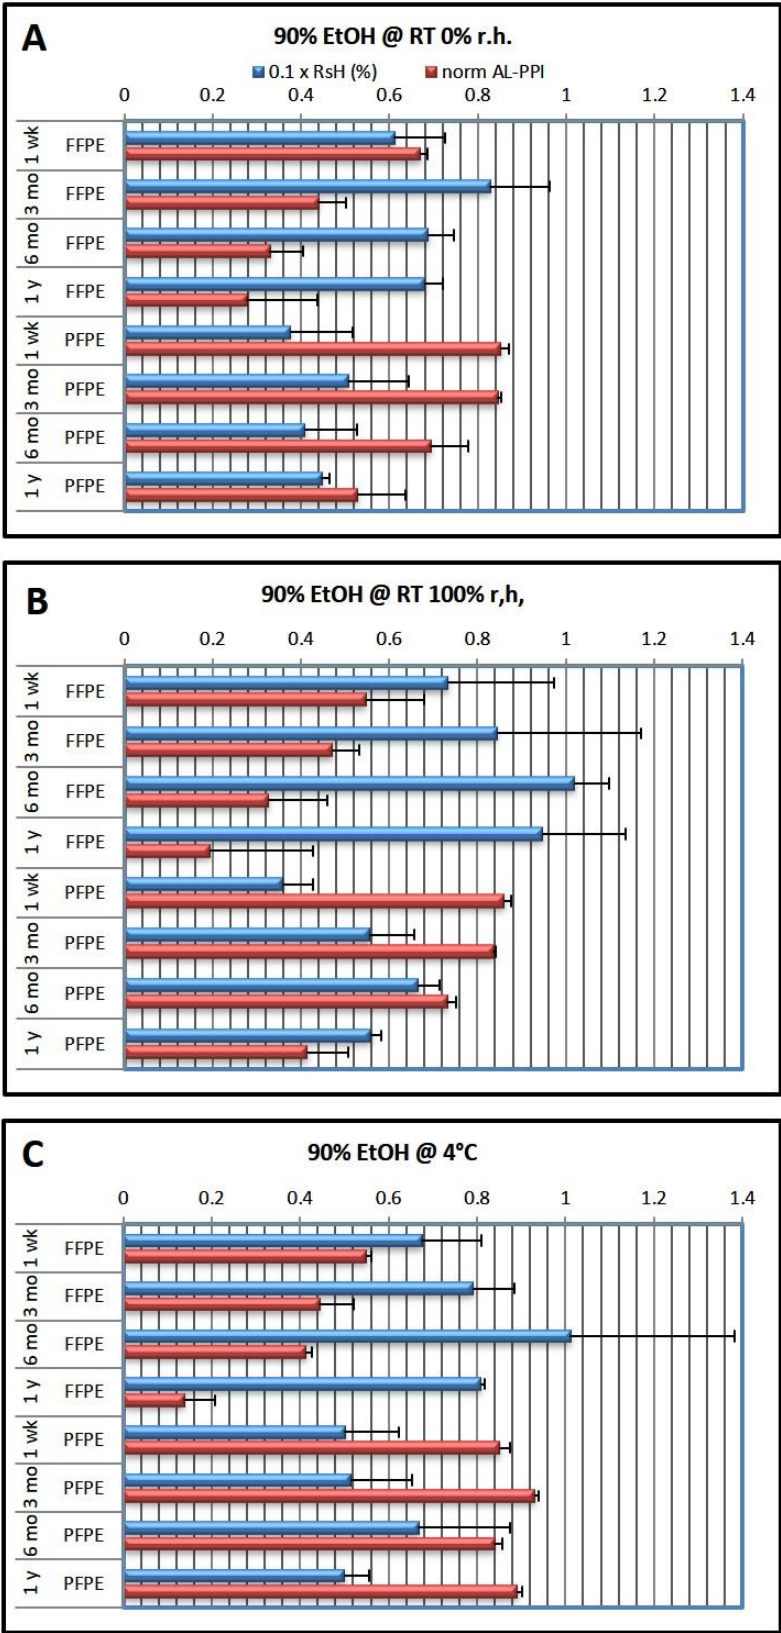 A
90% EtOH @ RT 0% r.h.
0.1 x RsH (%) norm AL-PPI
0 0.2 0.4 0.6 0.8 1 1.2 1.4
1 wk FFPE
3 mo FFPE
6 mo FFPE
1 y FFPE
1 wk PFPE
3 mo PFPE
6 mo PFPE
1 y PFPE
B
90% EtOH @ RT 100% r,h,
0 0.2 0.4 0.6 0.8 1 1.2 1.4
1 wk FFPE
3 mo FFPE
6 mo FFPE
1 y FFPE
1 wk PFPE
3 mo PFPE
6 mo PFPE
1 y PFPE
C
90% EtOH @ 4°C
0 0.2 0.4 0.6 0.8 1 1.2 1.4
1 wk FFPE
3 mo FFPE
6 mo FFPE
1 y FFPE
1 wk PFPE
3 mo PFPE
6 mo PFPE
1 y PFPE